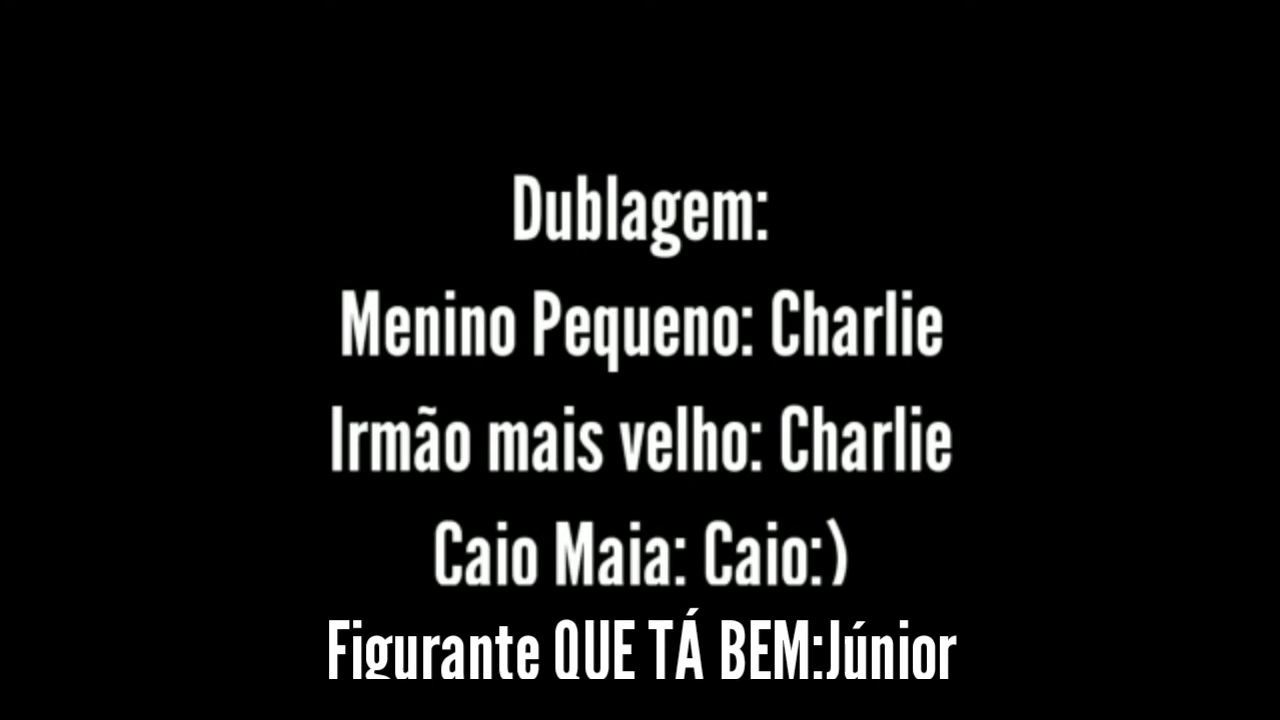 Dublagem:
Menino Pequeno: Charlie
Irmão mais velho: Charlie
Caio Maia: Caio:)
Figurante QUE TÁ BEM:Júnior